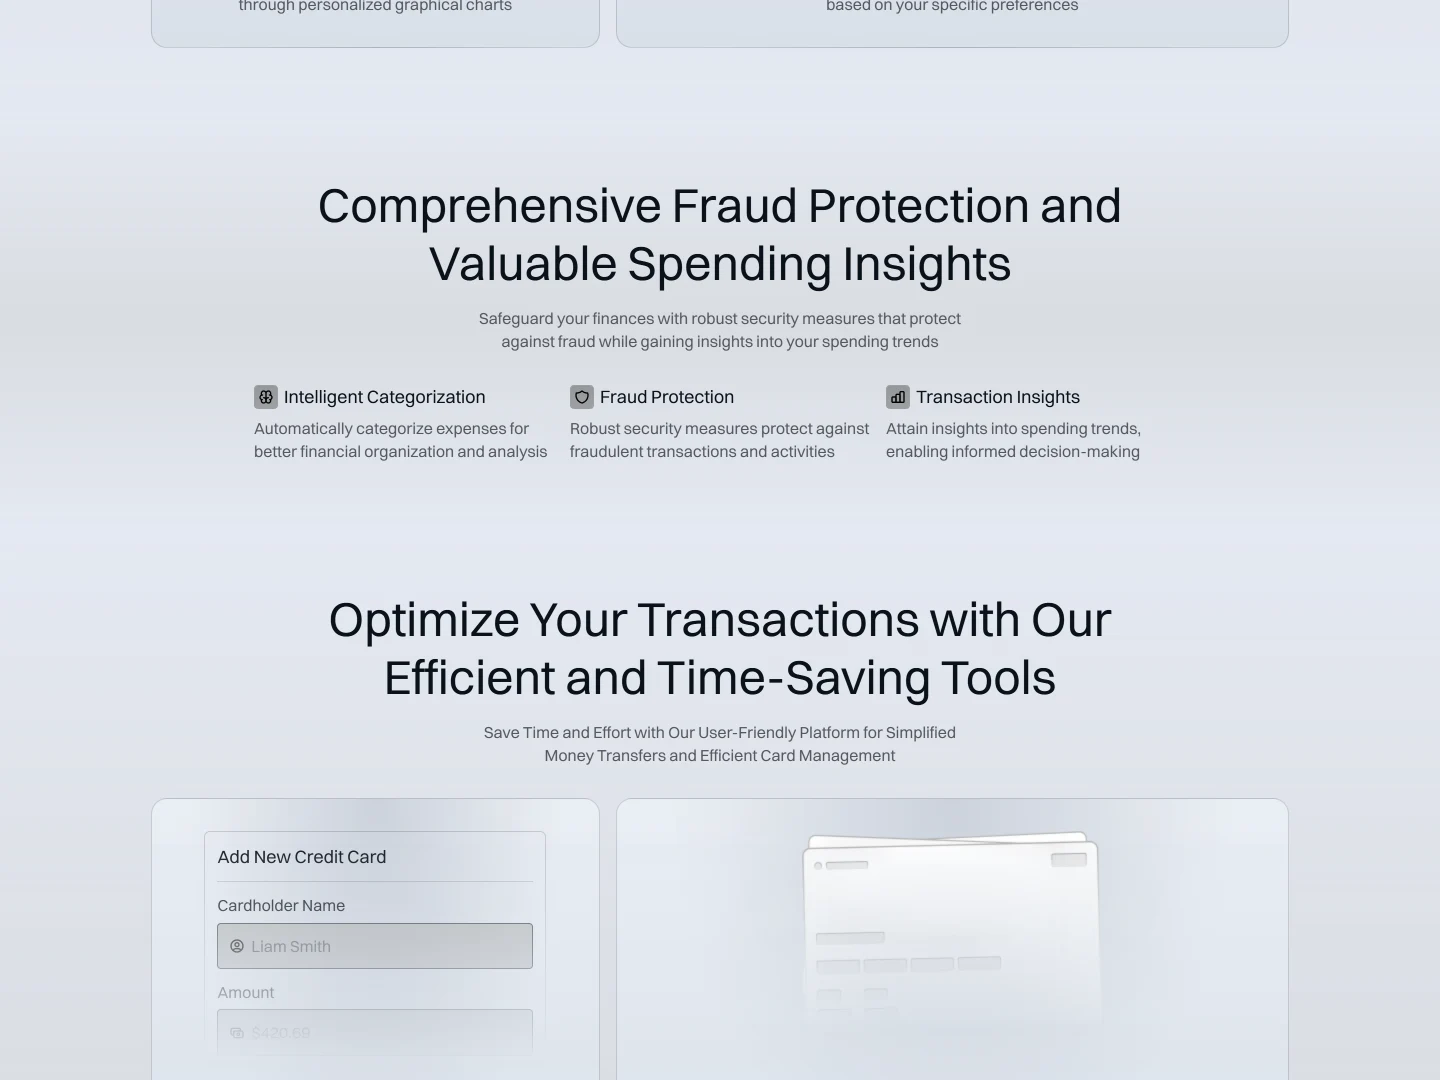 through personalized graphical charts
based on your specific preferences
Comprehensive Fraud Protection and
Valuable Spending Insights
Safeguard your finances with robust security measures that protect
against fraud while gaining insights into your spending trends
Intelligent Categorization
Automatically categorize expenses for
better financial organization and analysis
Fraud Protection
Robust security measures protect against
fraudulent transactions and activities
Transaction Insights
Attain insights into spending trends,
enabling informed decision-making
Optimize Your Transactions with Our
Efficient and Time-Saving Tools
Save Time and Effort with Our User-Friendly Platform for Simplified
Money Transfers and Efficient Card Management
Add New Credit Card
Cardholder Name
Liam Smith
Amount
$420.69